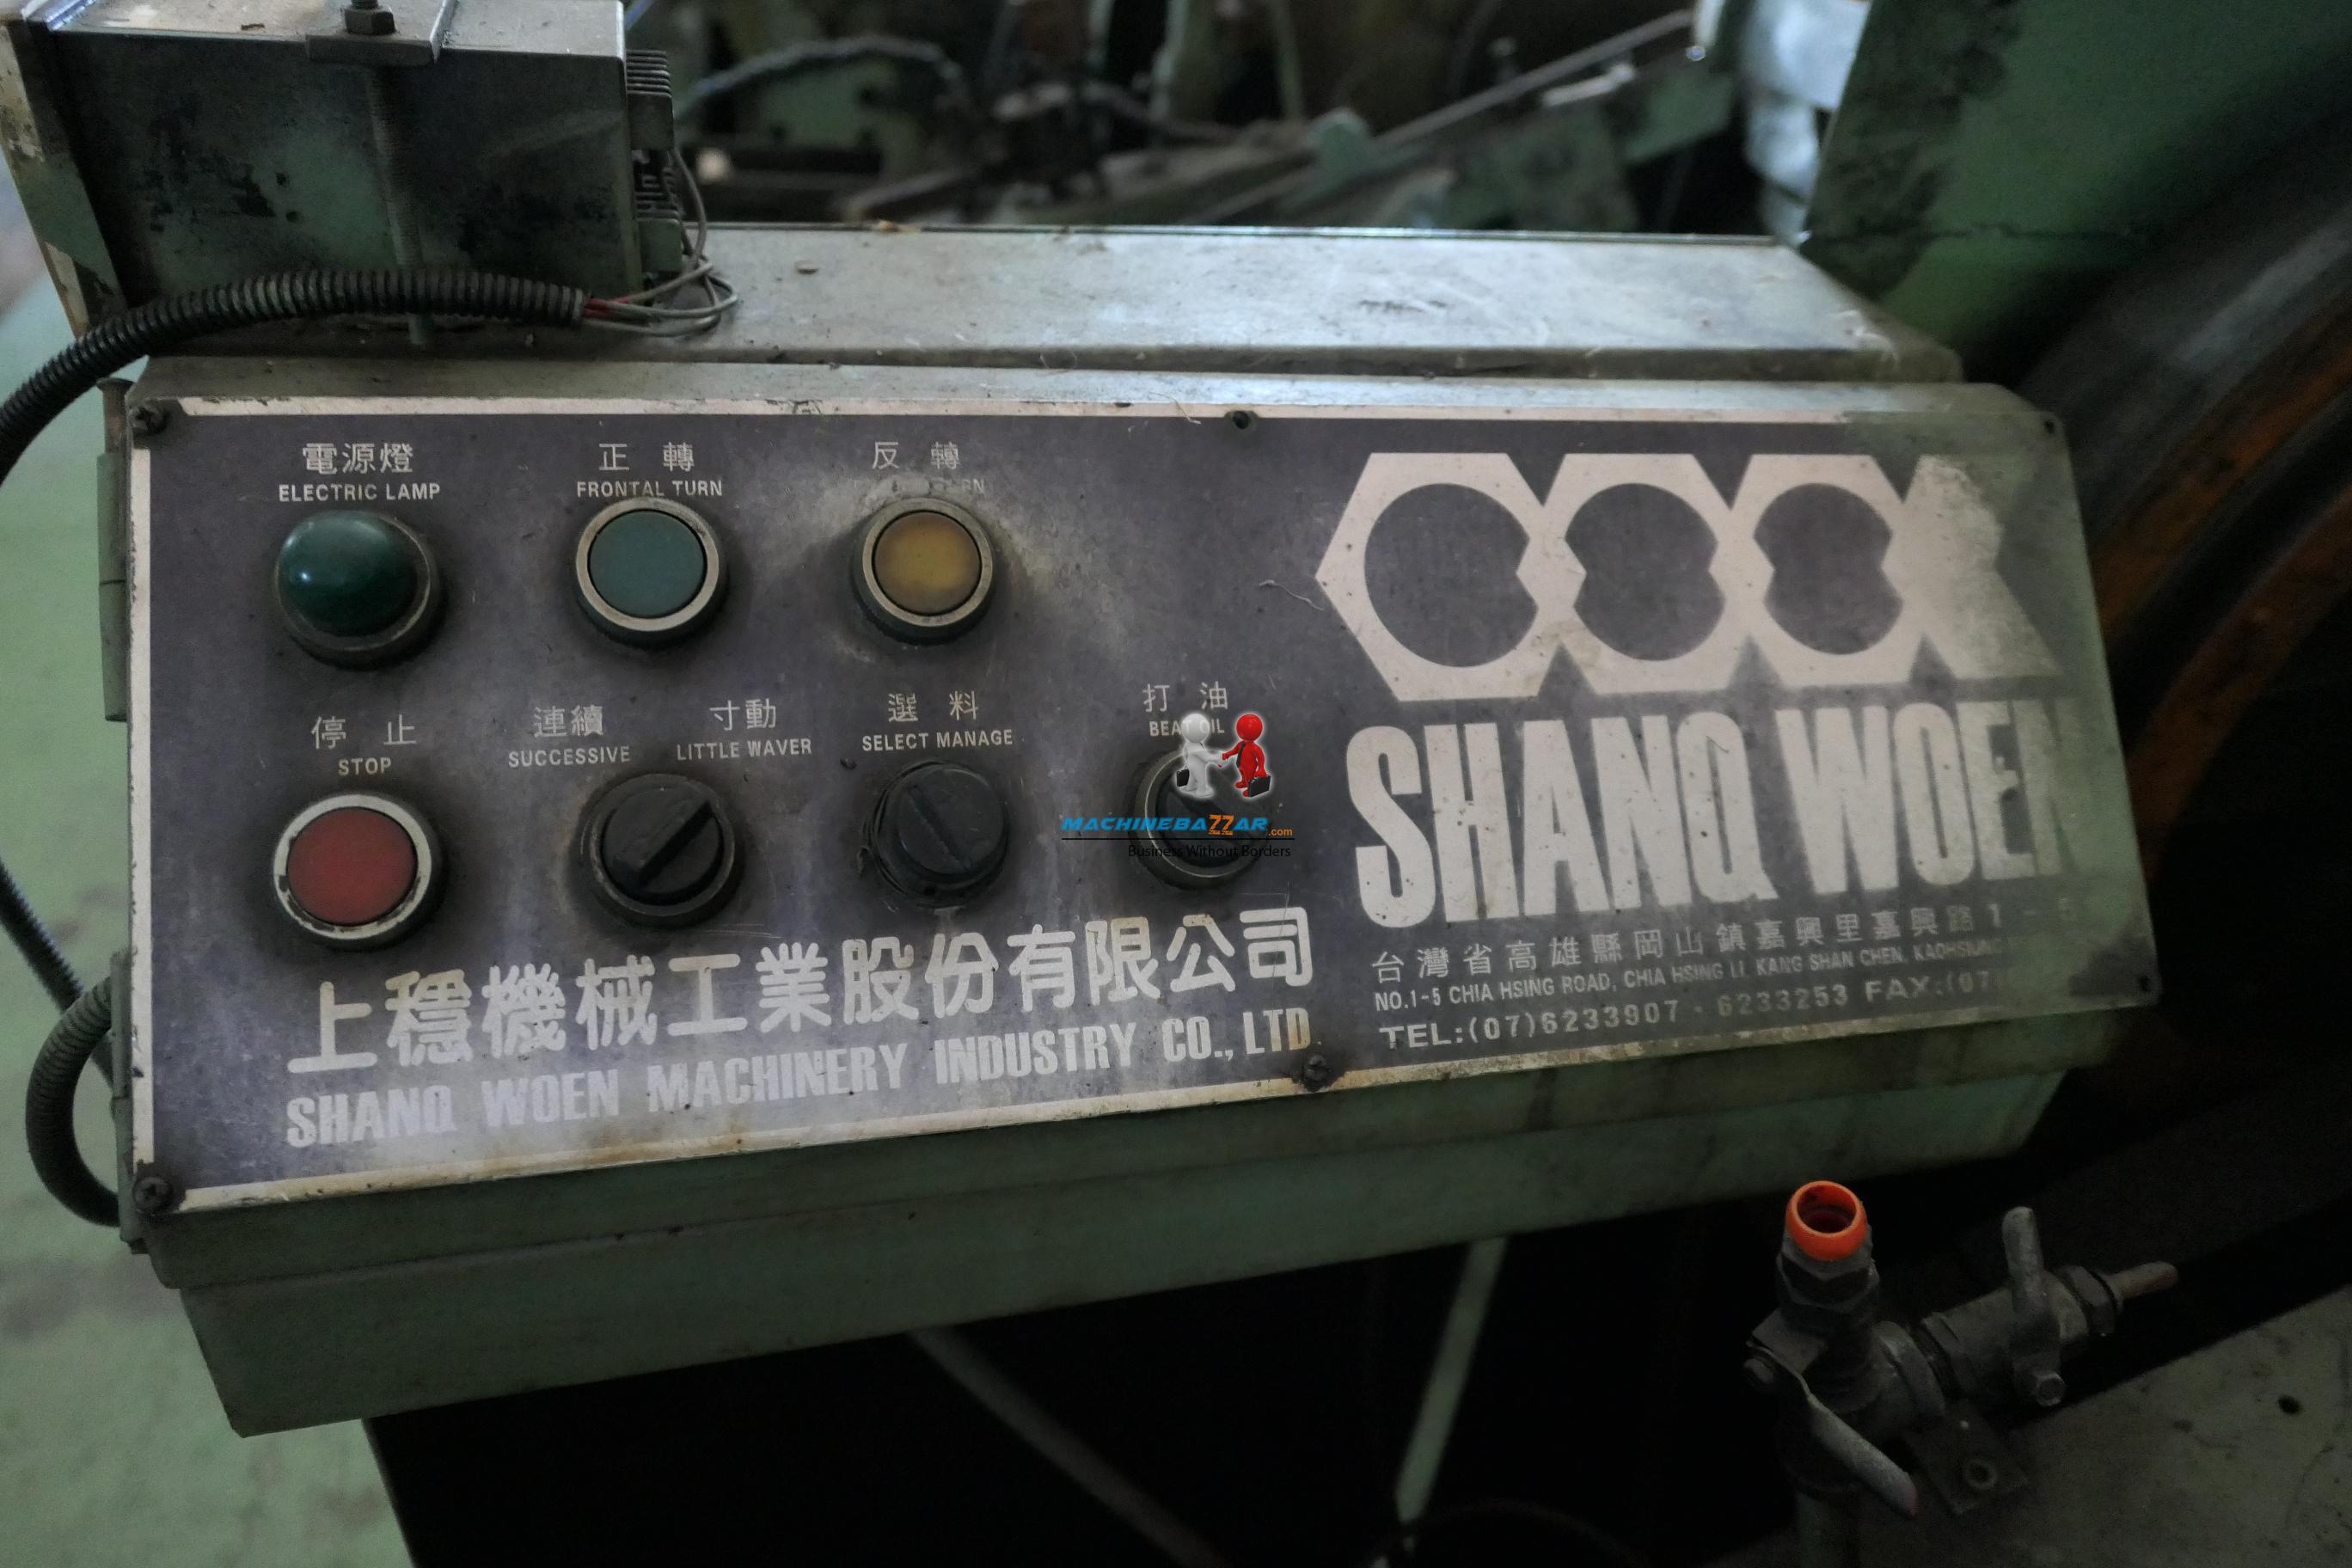 電源燈
ELECTRIC LAMP
正 轉
FRONTAL TURN
反 轉
停 止
STOP
連續
SUCCESSIVE
寸動
LITTLE WAVER
選 料
SELECT MANAGE
打 油
MACHINEBAZZAR.com
Business Without Borders
SHANQ WOEN
上穩機械工業股份有限公司
SHANQ WOEN MACHINERY INDUSTRY CO., LTD.
台灣省高雄縣岡山鎮嘉興里嘉興路1-5
NO.1-5 CHIA HSING ROAD, CHIA HSING LI. KANG SHAN CHEN. KAOHSIUNG
TEL:(07)6233907・6233253 FAX:(07)